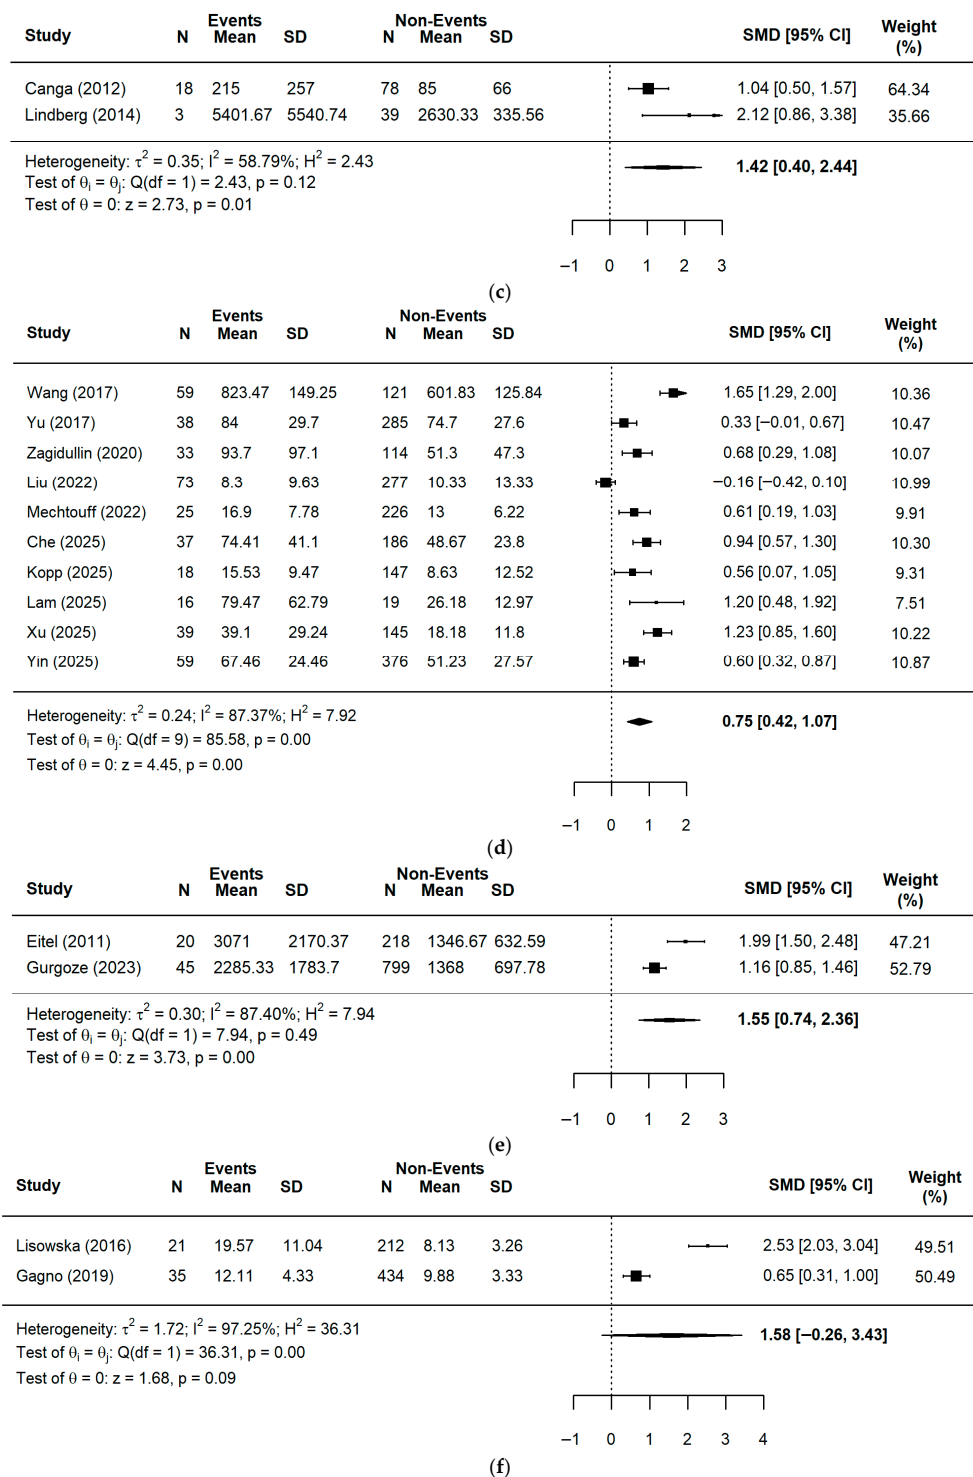 Events Non-Events
Study N Mean SD N Mean SD SMD [95% CI] Weight (%)
Canga (2012) 18 215 257 78 85 66 1.04 [0.50, 1.57] 64.34
Lindberg (2014) 3 5401.67 5540.74 39 2630.33 335.56 2.12 [0.86, 3.38] 35.66
Heterogeneity: τ² = 0.35; I² = 58.79%; H² = 2.43 1.42 [0.40, 2.44]
Test of θi = θj: Q(df = 1) = 2.43, p = 0.12
Test of θ = 0: z = 2.73, p = 0.01
−1 0 1 2 3
(c)
Events Non-Events
Study N Mean SD N Mean SD SMD [95% CI] Weight (%)
Wang (2017) 59 823.47 149.25 121 601.83 125.84 1.65 [1.29, 2.00] 10.36
Yu (2017) 38 84 29.7 285 74.7 27.6 0.33 [−0.01, 0.67] 10.47
Zagidullin (2020) 33 93.7 97.1 114 51.3 47.3 0.68 [0.29, 1.08] 10.07
Liu (2022) 73 8.3 9.63 277 10.33 13.33 −0.16 [−0.42, 0.10] 10.99
Mechtouff (2022) 25 16.9 7.78 226 13 6.22 0.61 [0.19, 1.03] 9.91
Che (2025) 37 74.41 41.1 186 48.67 23.8 0.94 [0.57, 1.30] 10.30
Kopp (2025) 18 15.53 9.47 147 8.63 12.52 0.56 [0.07, 1.05] 9.31
Lam (2025) 16 79.47 62.79 19 26.18 12.97 1.20 [0.48, 1.92] 7.51
Xu (2025) 39 39.1 29.24 145 18.18 11.8 1.23 [0.85, 1.60] 10.22
Yin (2025) 59 67.46 24.46 376 51.23 27.57 0.60 [0.32, 0.87] 10.87
Heterogeneity: τ² = 0.24; I² = 87.37%; H² = 7.92 0.75 [0.42, 1.07]
Test of θi = θj: Q(df = 9) = 85.58, p = 0.00
Test of θ = 0: z = 4.45, p = 0.00
−1 0 1 2
(d)
Events Non-Events
Study N Mean SD N Mean SD SMD [95% CI] Weight (%)
Eitel (2011) 20 3071 2170.37 218 1346.67 632.59 1.99 [1.50, 2.48] 47.21
Gurgoze (2023) 45 2285.33 1783.7 799 1368 697.78 1.16 [0.85, 1.46] 52.79
Heterogeneity: τ² = 0.30; I² = 87.40%; H² = 7.94 1.55 [0.74, 2.36]
Test of θi = θj: Q(df = 1) = 7.94, p = 0.49
Test of θ = 0: z = 3.73, p = 0.00
−1 0 1 2 3
(e)
Events Non-Events
Study N Mean SD N Mean SD SMD [95% CI] Weight (%)
Lisowska (2016) 21 19.57 11.04 212 8.13 3.26 2.53 [2.03, 3.04] 49.51
Gagno (2019) 35 12.11 4.33 434 9.88 3.33 0.65 [0.31, 1.00] 50.49
Heterogeneity: τ² = 1.72; I² = 97.25%; H² = 36.31 1.58 [−0.26, 3.43]
Test of θi = θj: Q(df = 1) = 36.31, p = 0.00
Test of θ = 0: z = 1.68, p = 0.09
−1 0 1 2 3 4
(f)